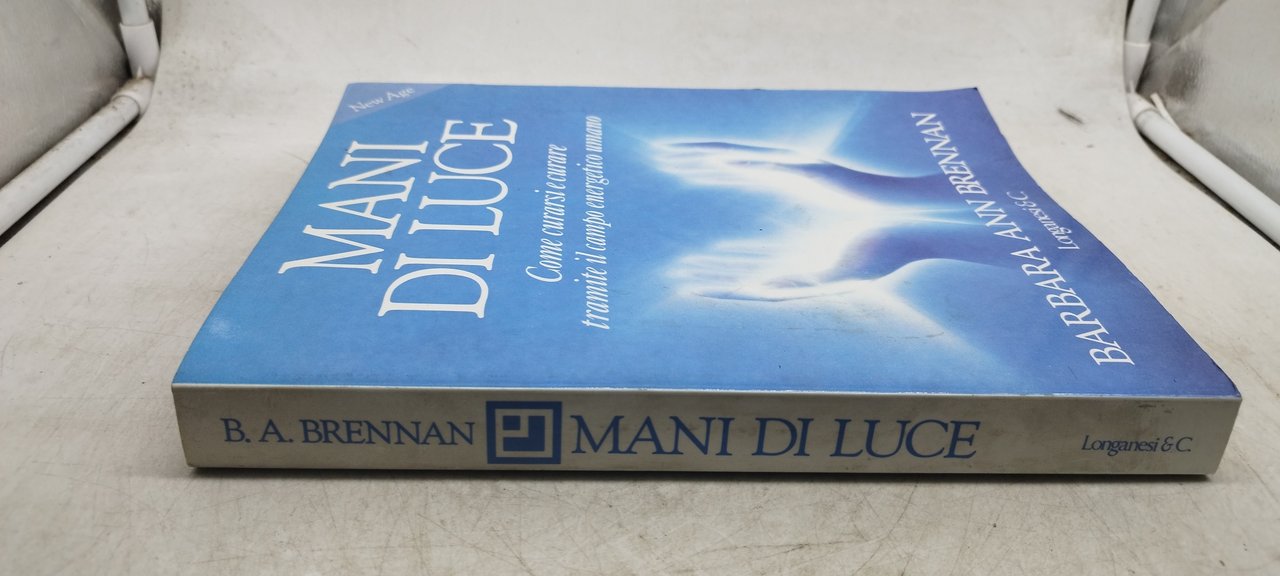 New Age
MANI
DI LUCE
Come curarsi e curare
tramite il campo energetico umano
BARBARA ANN BRENNAN
Longanesi & C.
B. A. BRENNAN MANI DI LUCE Longanesi & C.